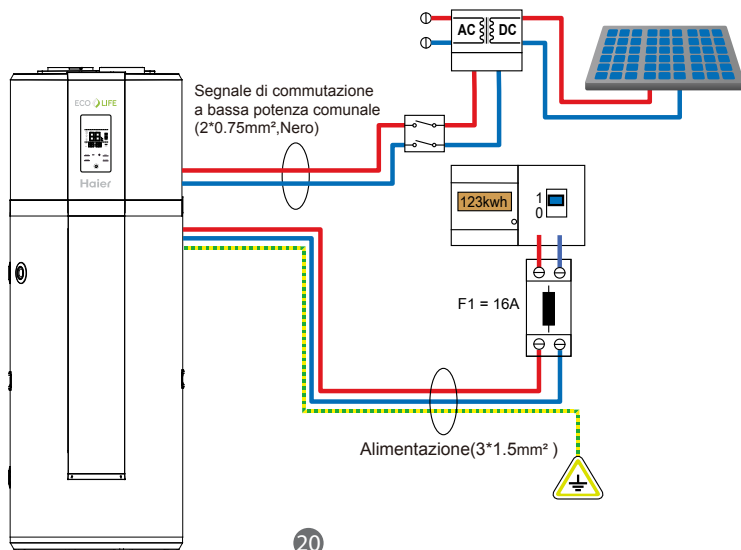 AC DC
ECO LIFE
Haier
Segnale di commutazione
a bassa potenza comunale
(2*0.75mm²,Nero)
123kwh
1
0
F1 = 16A
Alimentazione(3*1.5mm² )
20